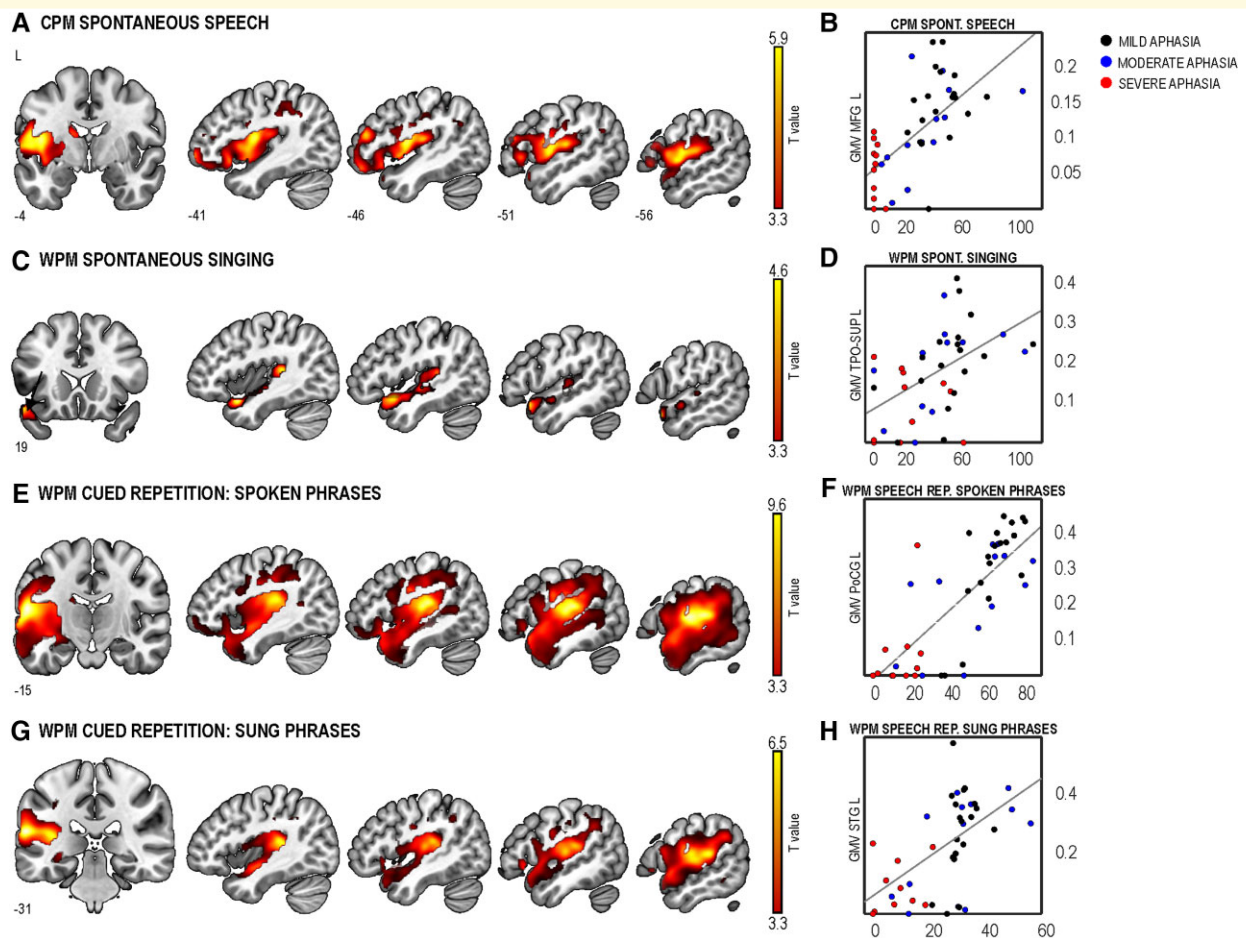 A CPM SPONTANEOUS SPEECH
L
-4
-41
-46
-51
-56
5.9
T value
3.3
B CPM SPONT. SPEECH
GMV MFG L
0.2
0.15
0.1
0.05
0 20 60 100
MILD APHASIA
MODERATE APHASIA
SEVERE APHASIA
C WPM SPONTANEOUS SINGING
19
4.6
T value
3.3
D WPM SPONT. SINGING
GMV TPO-SUP L
0.4
0.3
0.2
0.1
0 20 60 100
E WPM CUED REPETITION: SPOKEN PHRASES
-15
9.6
T value
3.3
F WPM SPEECH REP. SPOKEN PHRASES
GMV PoCG L
0.4
0.3
0.2
0.1
0 20 40 60 80
G WPM CUED REPETITION: SUNG PHRASES
-31
6.5
T value
3.3
H WPM SPEECH REP. SUNG PHRASES
GMV STG L
0.4
0.2
0 20 40 60